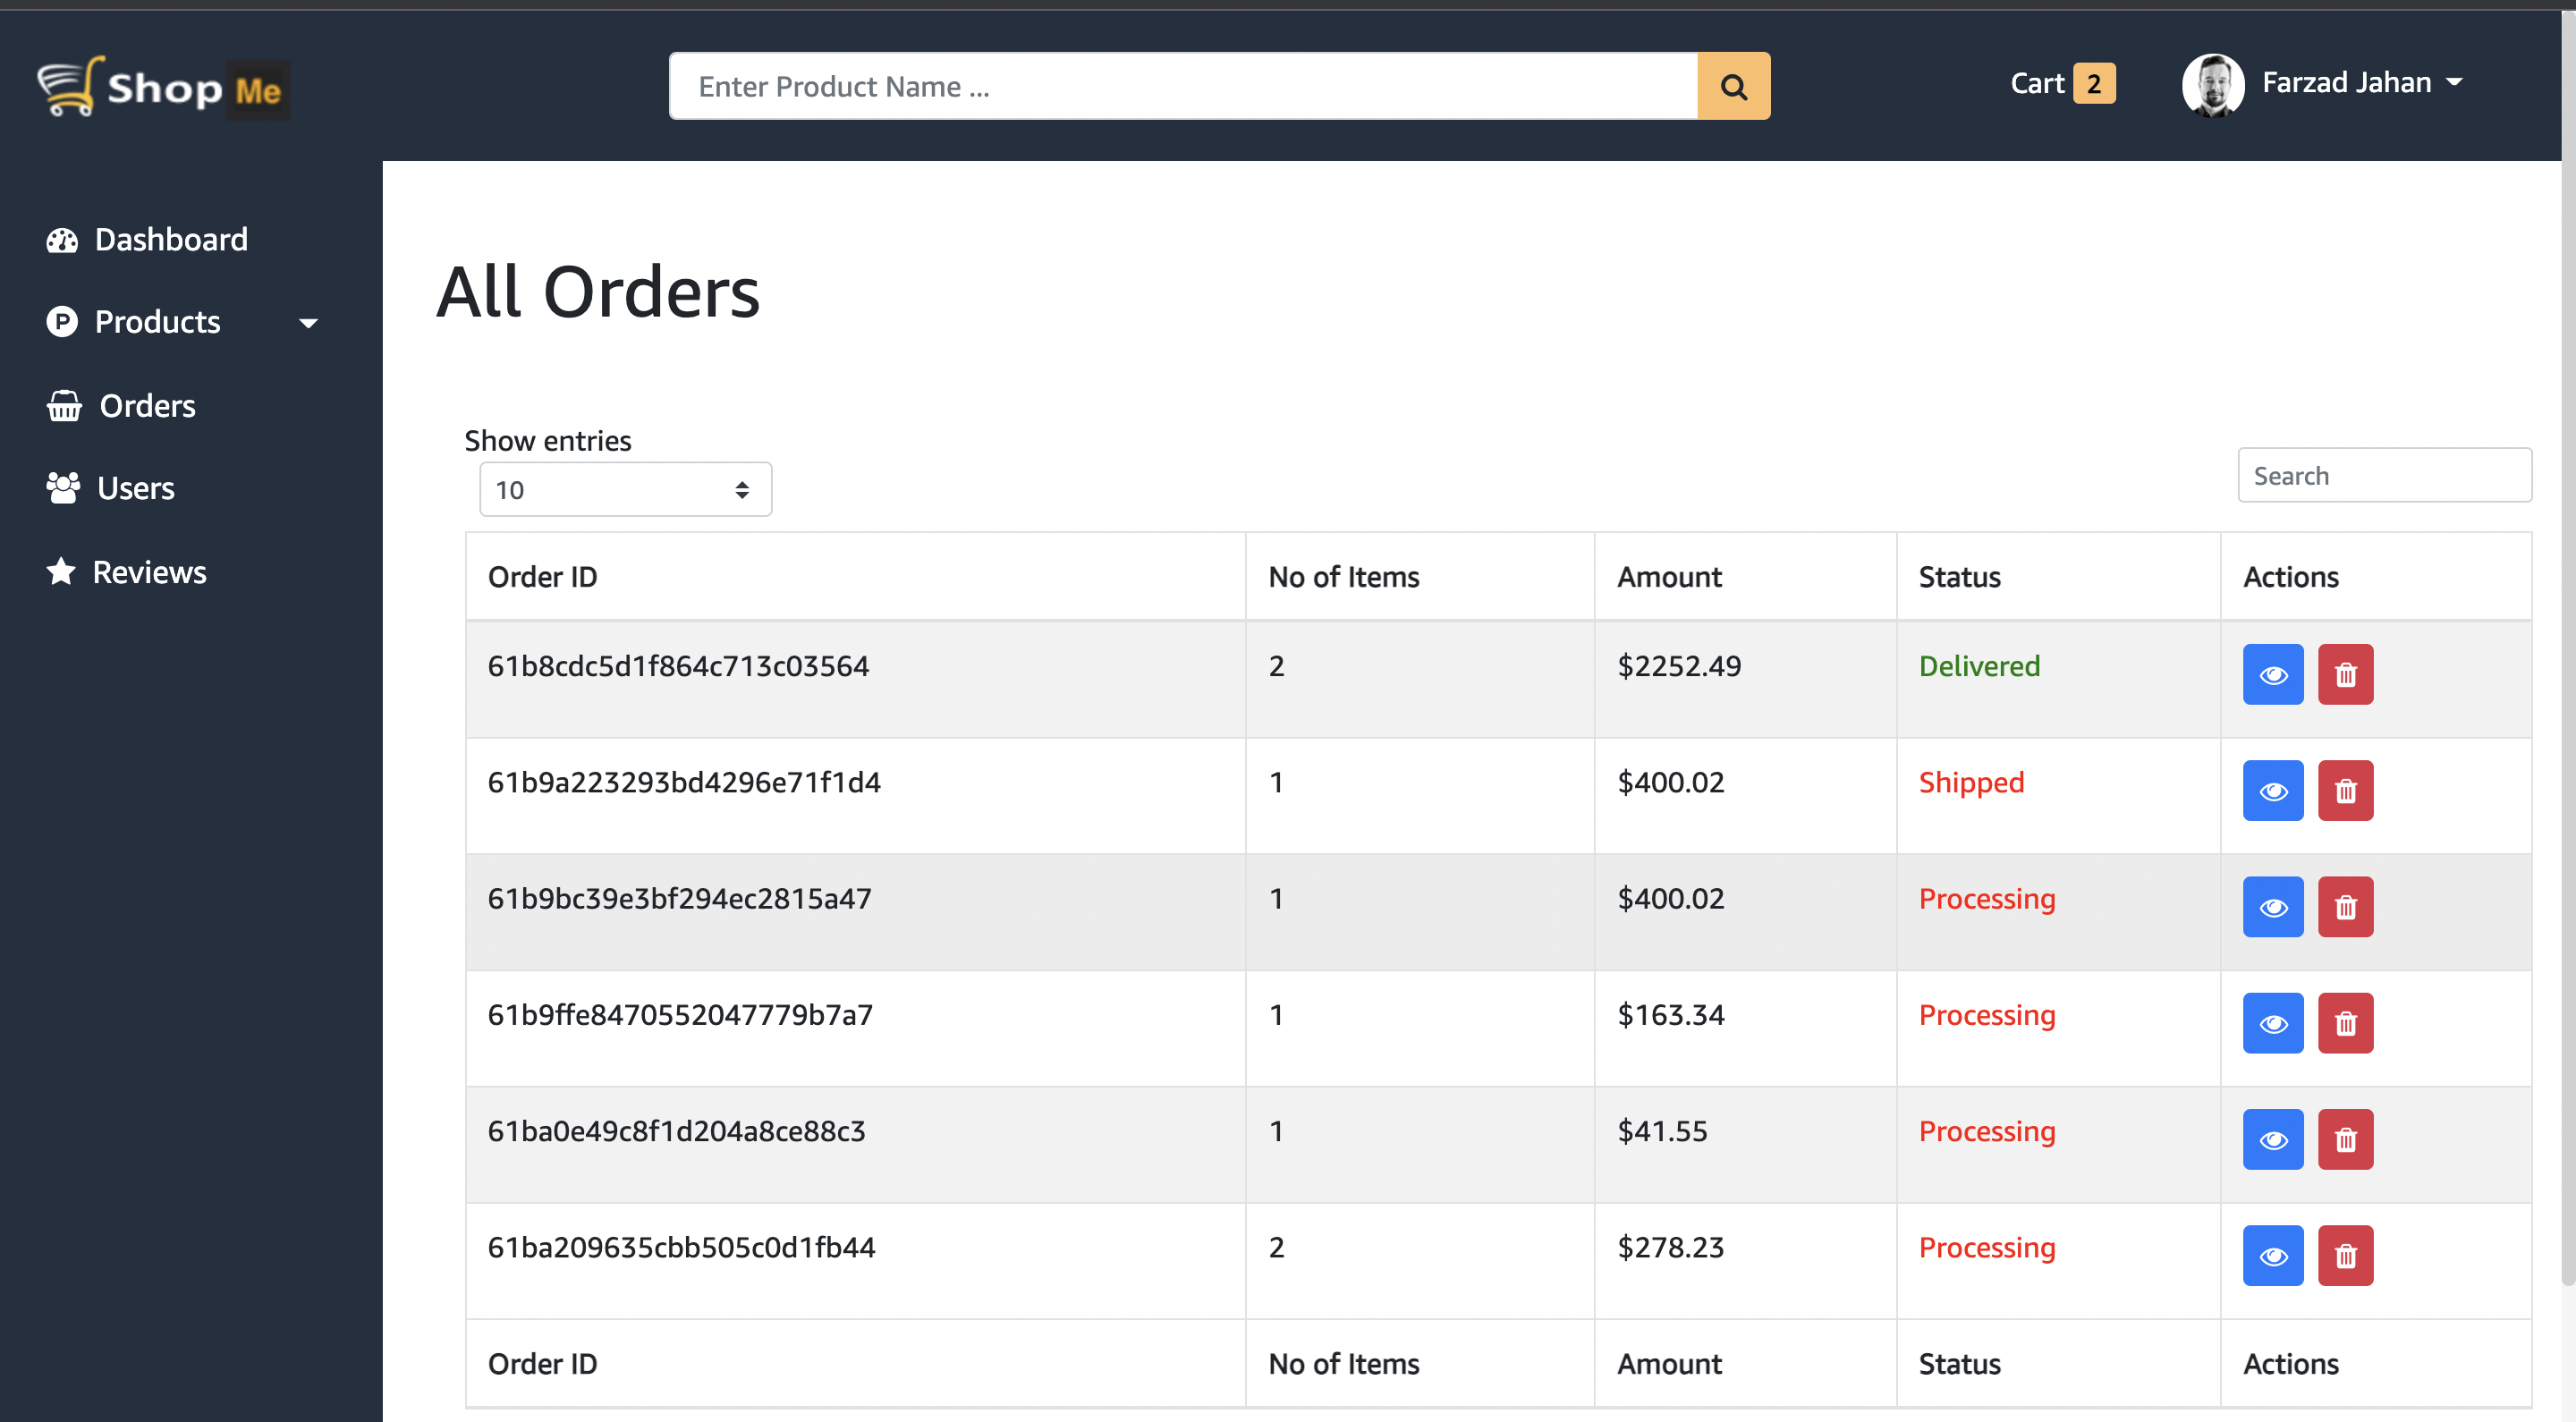 Shop Me
Enter Product Name ...
Cart 2
Farzad Jahan
Dashboard
Products
Orders
Users
Reviews
All Orders
Show entries
10
Search
Order ID No of Items Amount Status Actions
61b8cdc5d1f864c713c03564 2 $2252.49 Delivered
61b9a223293bd4296e71f1d4 1 $400.02 Shipped
61b9bc39e3bf294ec2815a47 1 $400.02 Processing
61b9ffe8470552047779b7a7 1 $163.34 Processing
61ba0e49c8f1d204a8ce88c3 1 $41.55 Processing
61ba209635cbb505c0d1fb44 2 $278.23 Processing
Order ID No of Items Amount Status Actions